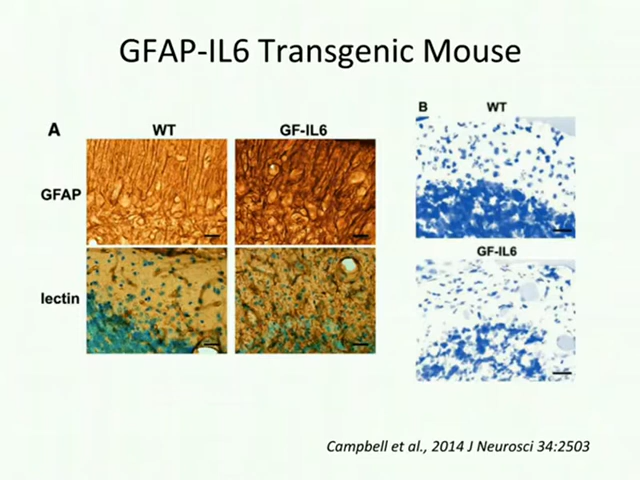 GFAP-IL6 Transgenic Mouse
A
WT
GF-IL6
GFAP
lectin
B
WT
GF-IL6
Campbell et al., 2014 J Neurosci 34:2503